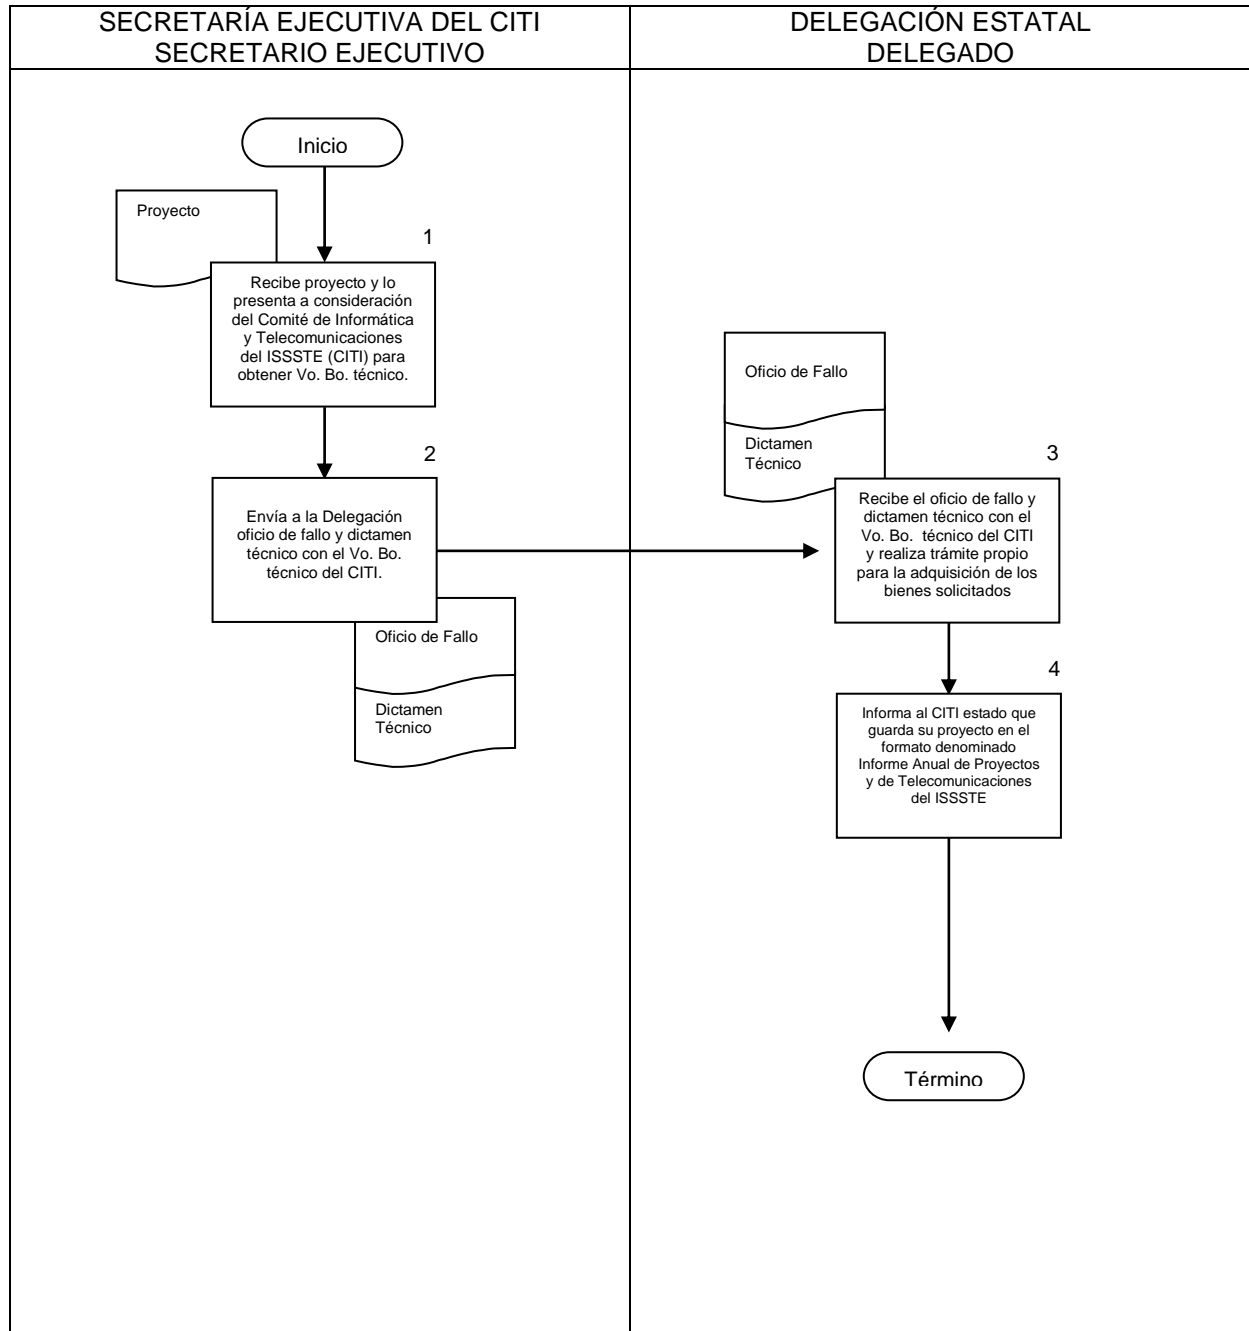 SECRETARÍA EJECUTIVA DEL CITI
SECRETARIO EJECUTIVO
DELEGACIÓN ESTATAL
DELEGADO
Inicio
Proyecto
1
Recibe proyecto y lo
presenta a consideración
del Comité de Informática
y Telecomunicaciones
del ISSSTE (CITI) para
obtener Vo. Bo. técnico.
2
Envía a la Delegación
oficio de fallo y dictamen
técnico con el Vo. Bo.
técnico del CITI.
Oficio de Fallo
Dictamen
Técnico
Oficio de Fallo
Dictamen
Técnico
3
Recibe el oficio de fallo y
dictamen técnico con el
Vo. Bo. técnico del CITI
y realiza trámite propio
para la adquisición de los
bienes solicitados
4
Informa al CITI estado que
guarda su proyecto en el
formato denominado
Informe Anual de Proyectos
y de Telecomunicaciones
del ISSSTE
Término